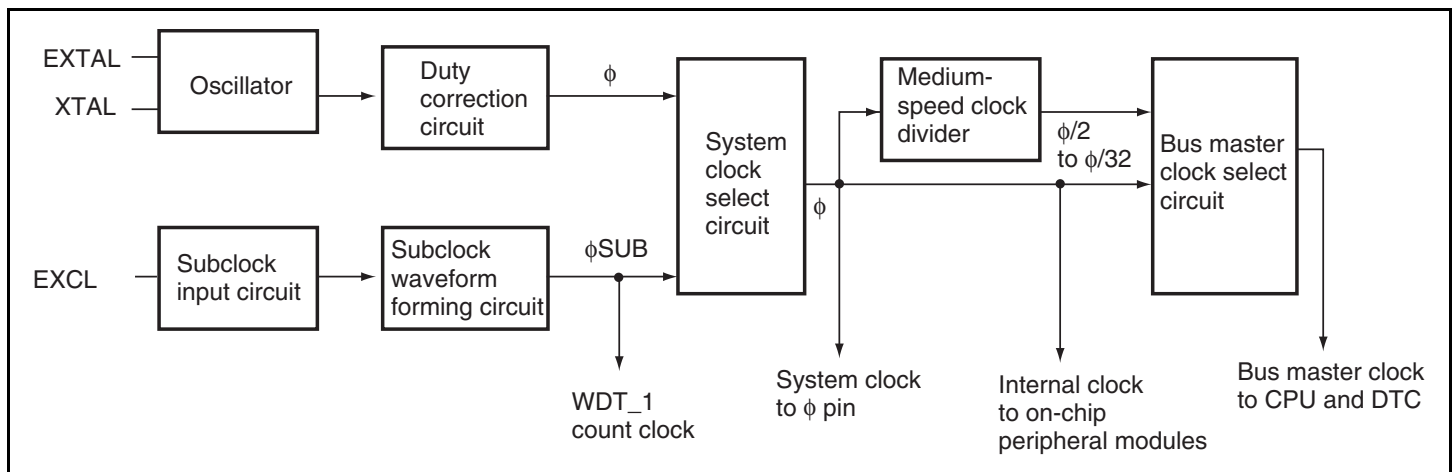 EXTAL
XTAL
Oscillator
Duty
correction
circuit
ϕ
System
clock
select
circuit
ϕ
Medium-
speed clock
divider
ϕ/2
to ϕ/32
Bus master
clock select
circuit
EXCL
Subclock
input circuit
Subclock
waveform
forming circuit
ϕSUB
WDT_1
count clock
System clock
to ϕ pin
Internal clock
to on-chip
peripheral modules
Bus master clock
to CPU and DTC